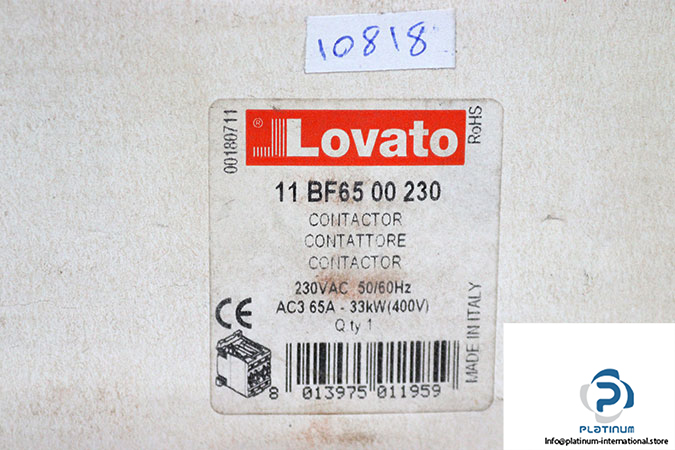 10818
00180711
® Lovato
RoHS
11 BF65 00 230
CONTACTOR
CONTATTORE
CONTACTOR
230VAC 50/60Hz
AC3 65A - 33kW(400V)
Q.ty 1
CE
MADE IN ITALY
8 013975 011959
PLATINUM
Info@platinum-international.store